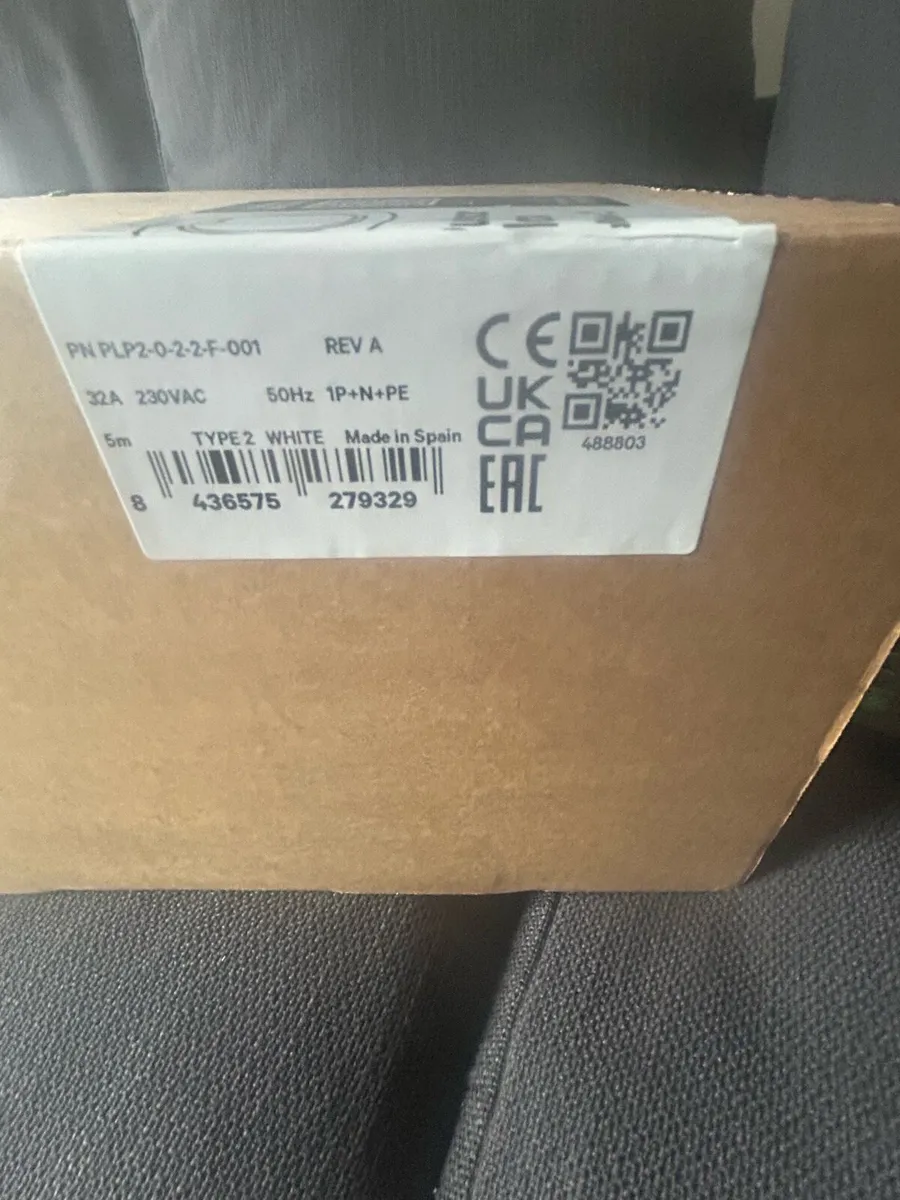 PN PLP2-0-2-2-F-001 REV A
32A 230VAC 50Hz 1P+N+PE
5m TYPE 2 WHITE Made in Spain
8 436575 279329
CE
UK
CA
EAC
488803